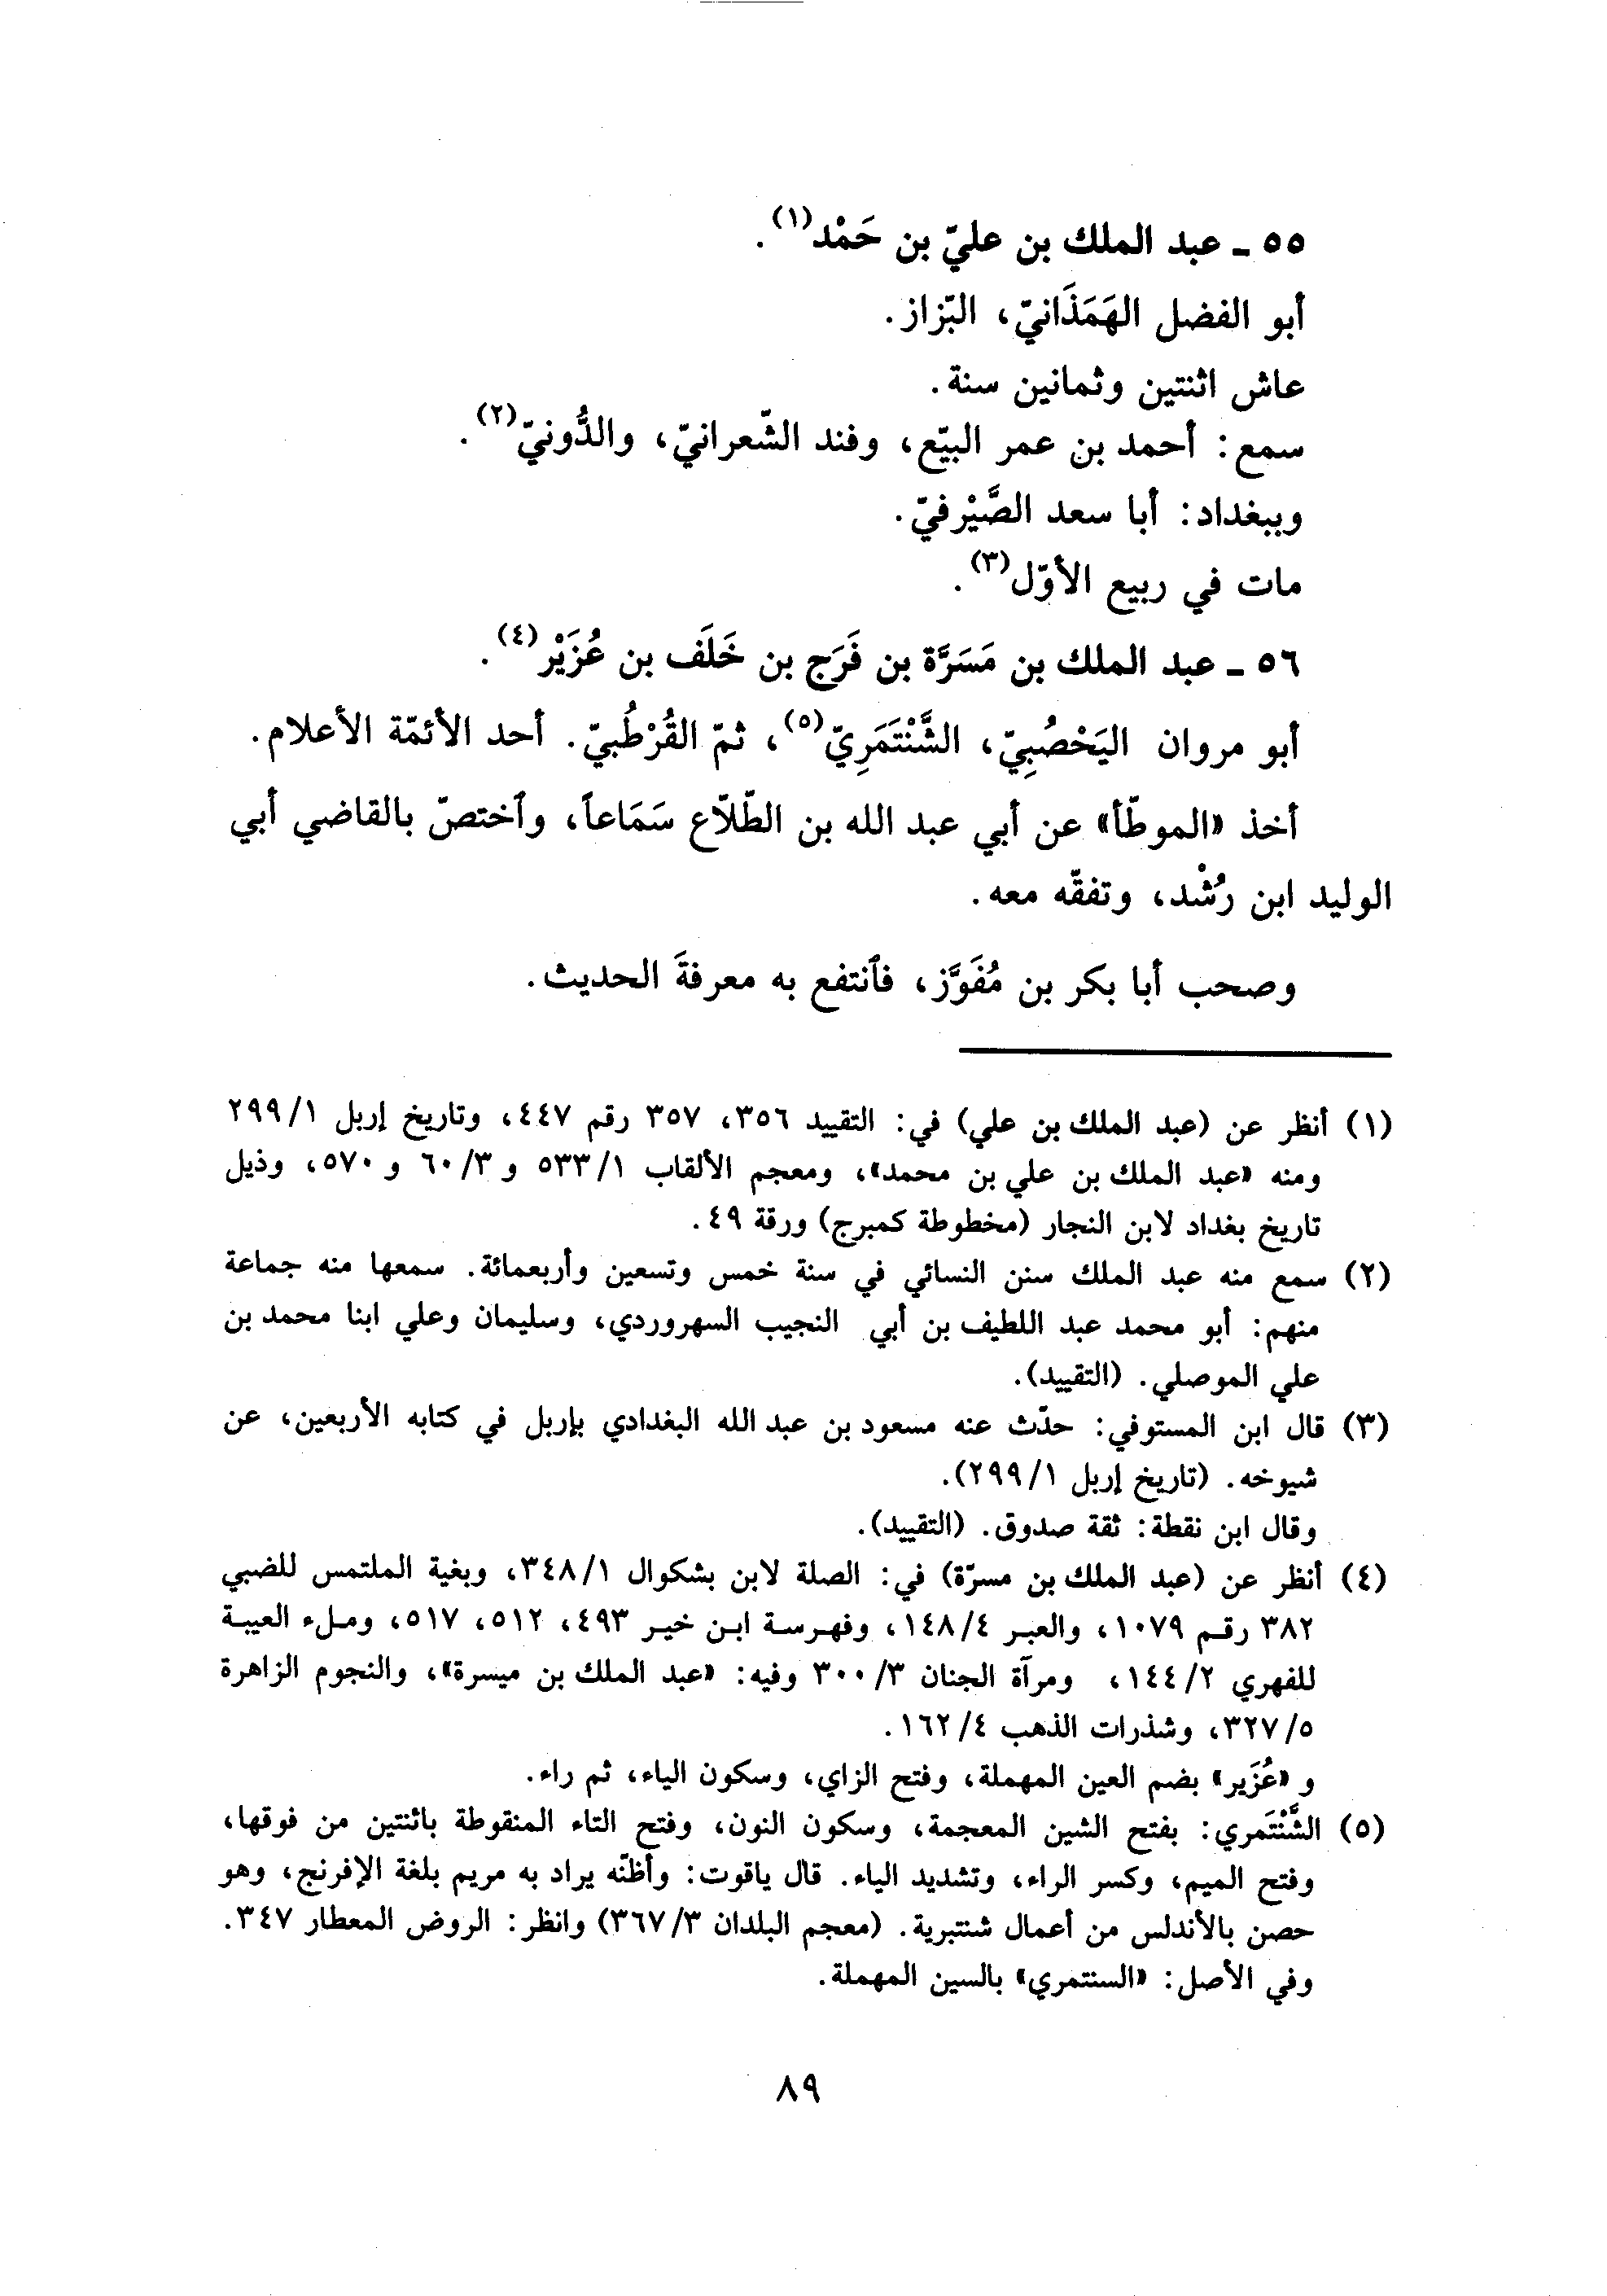 ٥٥ ـ عبد الملك بن عليّ بن حَمْد(١).
أبو الفضل الهَمَذَانيّ، البّزاز.
عاش اثنتين وثمانين سنة.
سمع: أحمد بن عمر البيّع، وفند الشّعرانيّ، والدُّونيّ(٢).
وببغداد: أبا سعد الصَّيْرفيّ.
مات في ربيع الأوّل(٣).
٥٦ ـ عبد الملك بن مَسَرَّة بن فَرَج بن خَلَف بن عُزَيْر(٤).
أبو مروان اليَحْصُبِيّ، الشَّنْتَمَرِيّ(٥)، ثمّ القُرْطُبيّ. أحد الأئمّة الأعلام.
أخذ «الموطّأ» عن أبي عبد الله بن الطّلّاع سَمَاعاً، وٱختصّ بالقاضي أبي
الوليد ابن رُشْد، وتفقّه معه.
وصحب أبا بكر بن مُفَوَّز، فٱنتفع به معرفةَ الحديث.
(١) أنظر عن (عبد الملك بن علي) في: التقييد ٣٥٦، ٣٥٧ رقم ٤٤٧، وتاريخ إربل ٢٩٩/١
ومنه «عبد الملك بن علي بن محمد»، ومعجم الألقاب ٥٣٣/١ و ٦٠/٣ و ٥٧٠، وذيل
تاريخ بغداد لابن النجار (مخطوطة كمبرج) ورقة ٤٩.
(٢) سمع منه عبد الملك سنن النسائي في سنة خمس وتسعين وأربعمائة. سمعها منه جماعة
منهم: أبو محمد عبد اللطيف بن أبي النجيب السهروردي، وسليمان وعلي ابنا محمد بن
علي الموصلي. (التقييد).
(٣) قال ابن المستوفي: حدّث عنه مسعود بن عبد الله البغدادي بإربل في كتابه الأربعين، عن
شيوخه. (تاريخ إربل ٢٩٩/١).
وقال ابن نقطة: ثقة صدوق. (التقييد).
(٤) أنظر عن (عبد الملك بن مسرّة) في: الصلة لابن بشكوال ٣٤٨/١، وبغية الملتمس للضبي
٣٨٢ رقم ١٠٧٩، والعبر ١٤٨/٤، وفهرسة ابن خير ٤٩٣، ٥١٢، ٥١٧، وملء العيبة
للفهري ١٤٤/٢، ومرآة الجنان ٣٠٠/٣ وفيه: «عبد الملك بن ميسرة»، والنجوم الزاهرة
٣٢٧/٥، وشذرات الذهب ١٦٢/٤.
و «عُزَير» بضم العين المهملة، وفتح الزاي، وسكون الياء، ثم راء.
(٥) الشَّنْتَمري: بفتح الشين المعجمة، وسكون النون، وفتح التاء المنقوطة باثنتين من فوقها،
وفتح الميم، وكسر الراء، وتشديد الياء. قال ياقوت: وأظنّه يراد به مريم بلغة الإفرنج، وهو
حصن بالأندلس من أعمال شنتبرية. (معجم البلدان ٣٦٧/٣) وانظر: الروض المعطار ٣٤٧.
وفي الأصل: «السنتمري» بالسين المهملة.
٨٩